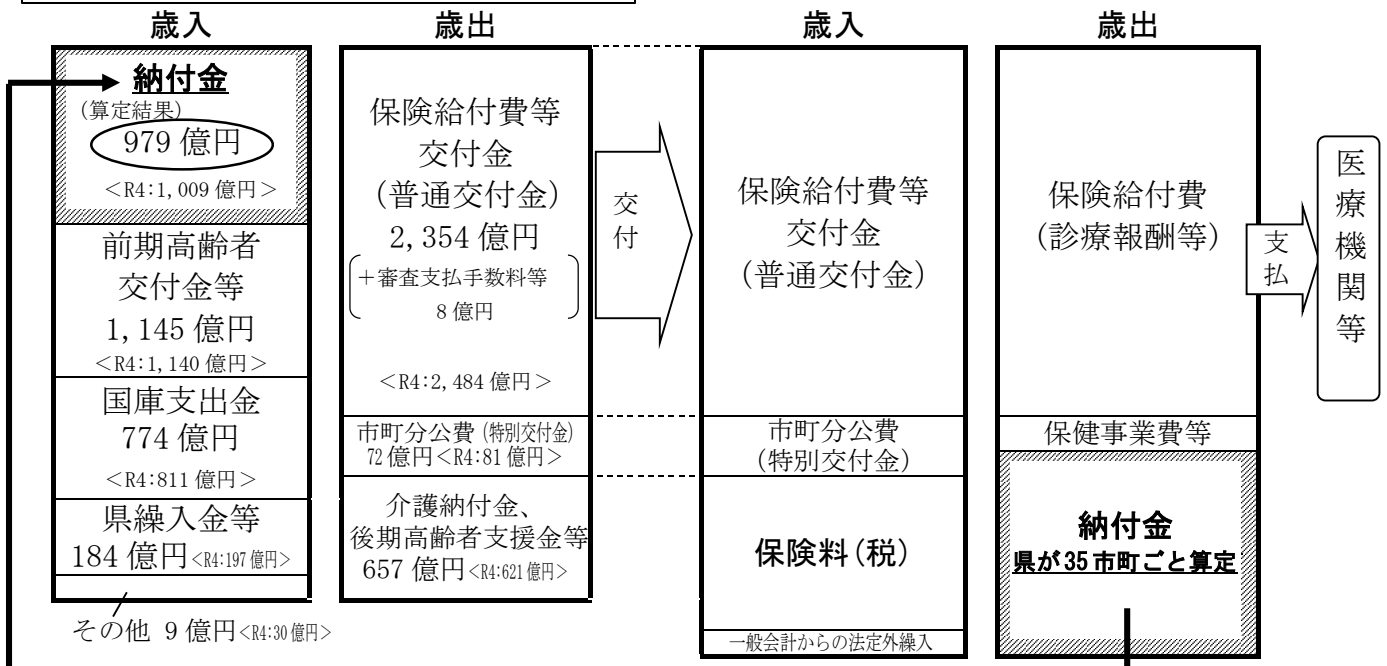 歳入
納付金
(算定結果)
979 億円
＜R4:1,009 億円＞
前期高齢者
交付金等
1,145 億円
＜R4:1,140 億円＞
国庫支出金
774 億円
＜R4:811 億円＞
県繰入金等
184 億円＜R4:197 億円＞
その他 9 億円＜R4:30 億円＞
歳出
保険給付費等
交付金
(普通交付金)
2,354 億円
＋審査支払手数料等
8 億円
＜R4:2,484 億円＞
市町分公費(特別交付金)
72 億円＜R4:81 億円＞
介護納付金、
後期高齢者支援金等
657 億円＜R4:621 億円＞
交付
歳入
保険給付費等
交付金
(普通交付金)
市町分公費
(特別交付金)
保険料(税)
一般会計からの法定外繰入
歳出
保険給付費
(診療報酬等)
保健事業費等
納付金
県が35市町ごと算定
支払
医療機関等